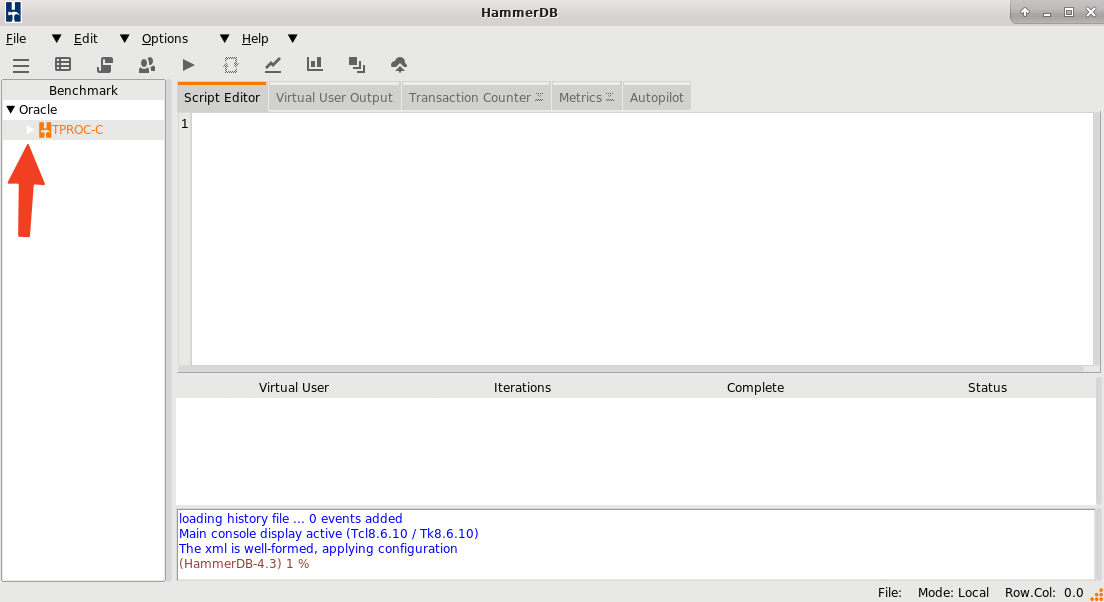 HammerDB
File Edit Options Help
Benchmark
Oracle
TPROC-C
Script Editor Virtual User Output Transaction Counter Metrics Autopilot
1
Virtual User Iterations Complete Status
loading history file ... 0 events added
Main console display active (Tcl8.6.10 / Tk8.6.10)
The xml is well-formed, applying configuration
(HammerDB-4.3) 1 %
File: Mode: Local Row.Col: 0.0